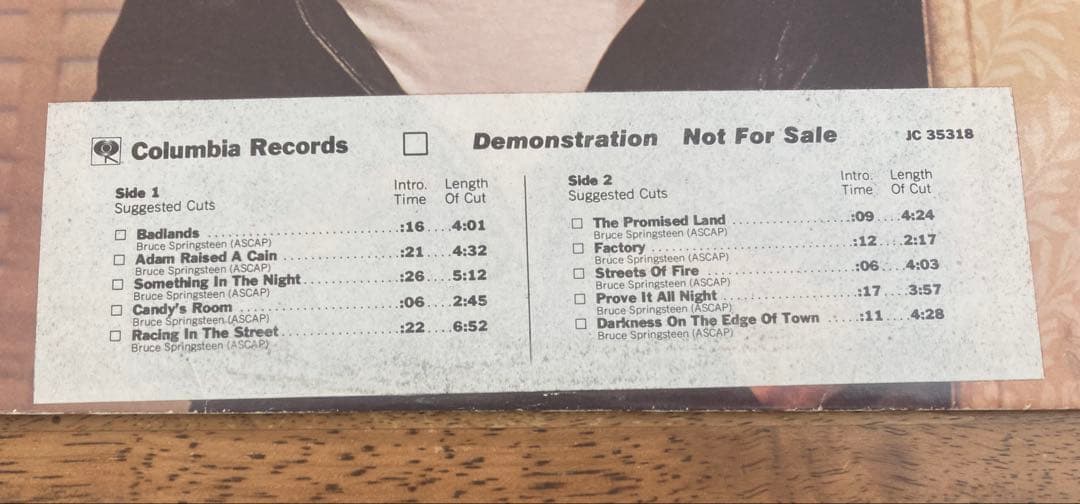 Columbia Records Demonstration Not For Sale JC 35318
Side 1
Suggested Cuts
Intro. Time
Length Of Cut
Badlands :16 4:01
Bruce Springsteen (ASCAP)
Adam Raised A Cain :21 4:32
Bruce Springsteen (ASCAP)
Something In The Night :26 5:12
Bruce Springsteen (ASCAP)
Candy's Room :06 2:45
Bruce Springsteen (ASCAP)
Racing In The Street :22 6:52
Bruce Springsteen (ASCAP)
Side 2
Suggested Cuts
Intro. Time
Length Of Cut
The Promised Land :09 4:24
Bruce Springsteen (ASCAP)
Factory :12 2:17
Bruce Springsteen (ASCAP)
Streets Of Fire :06 4:03
Bruce Springsteen (ASCAP)
Prove It All Night :17 3:57
Bruce Springsteen (ASCAP)
Darkness On The Edge Of Town :11 4:28
Bruce Springsteen (ASCAP)